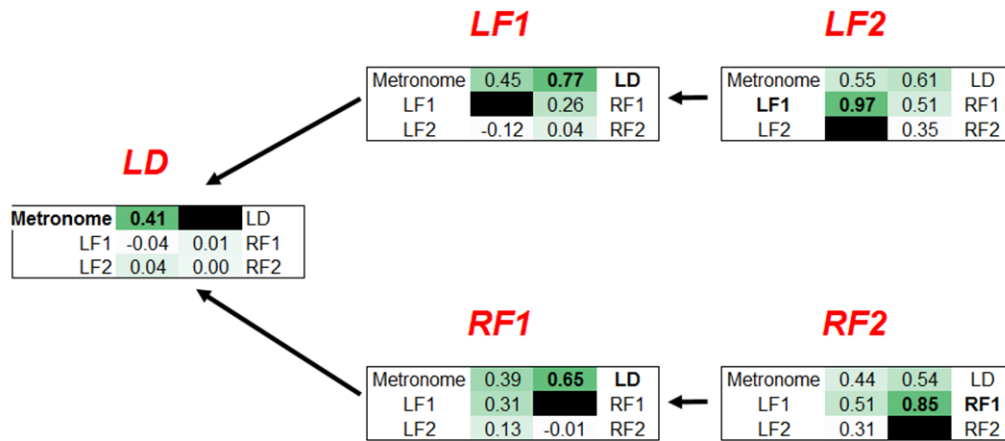 LF1
LF2
Metronome 0.45 0.77 LD
LF1 0.26 RF1
LF2 -0.12 0.04 RF2
Metronome 0.55 0.61 LD
LF1 0.97 0.51 RF1
LF2 0.35 RF2
LD
Metronome 0.41 LD
LF1 -0.04 0.01 RF1
LF2 0.04 0.00 RF2
RF1
RF2
Metronome 0.39 0.65 LD
LF1 0.31 RF1
LF2 0.13 -0.01 RF2
Metronome 0.44 0.54 LD
LF1 0.51 0.85 RF1
LF2 0.31 RF2